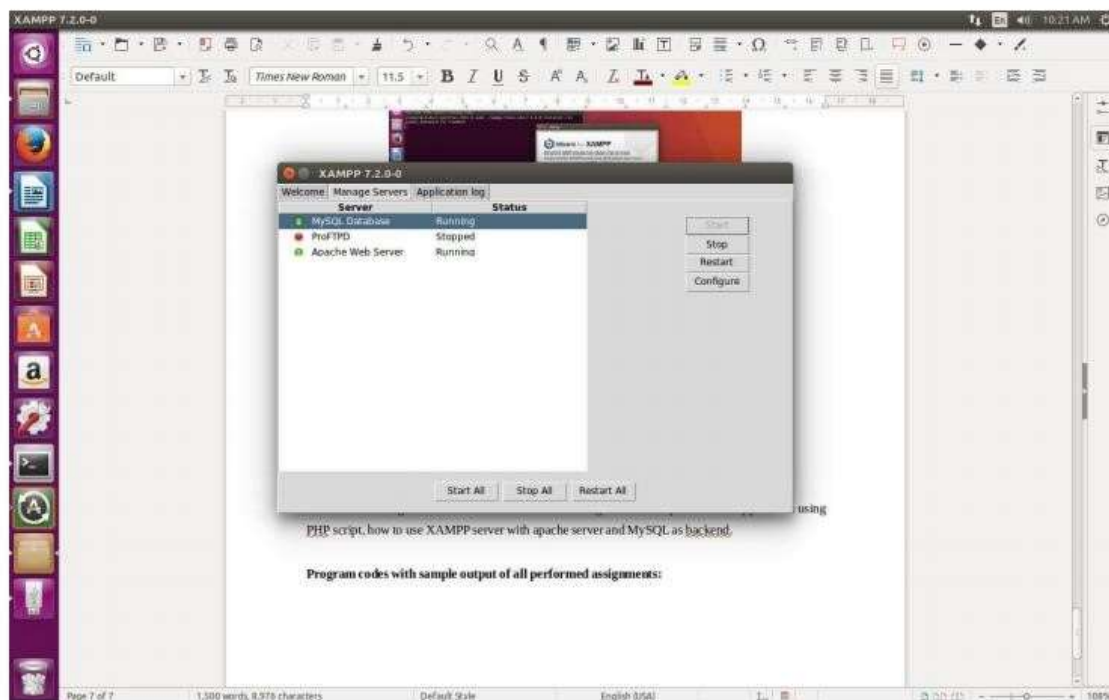 XAMPP 7.2.0-0
En
10:21 AM
Default
Times New Roman
11.5
XAMPP
XAMPP 7.2.0-0
Welcome Manage Servers Application log
Server Status
MySQL Database Running
ProFTPD Stopped
Apache Web Server Running
Start
Stop
Restart
Configure
Start All Stop All Restart All
using
PHP script, how to use XAMPP server with apache server and MySQL as backend.
Program codes with sample output of all performed assignments:
Page 7 of 7 1,500 words, 8,976 characters Default Style English (USA)